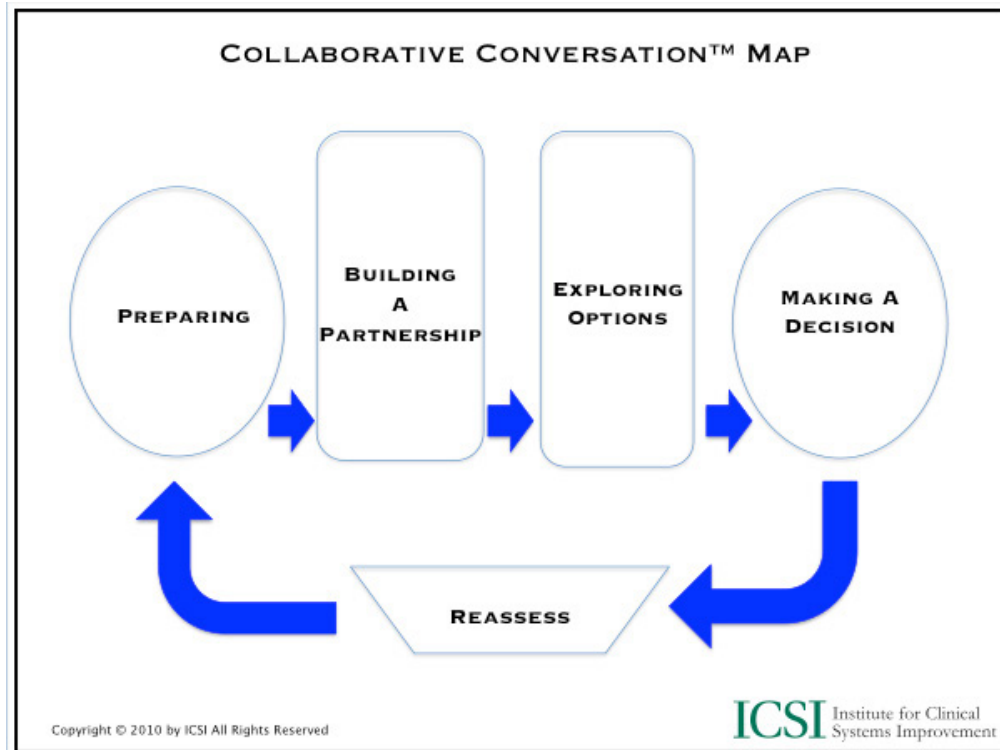 COLLABORATIVE CONVERSATION™ MAP
PREPARING
BUILDING
A
PARTNERSHIP
EXPLORING
OPTIONS
MAKING A
DECISION
REASSESS
Copyright © 2010 by ICSI All Rights Reserved
ICSI Institute for Clinical
Systems Improvement